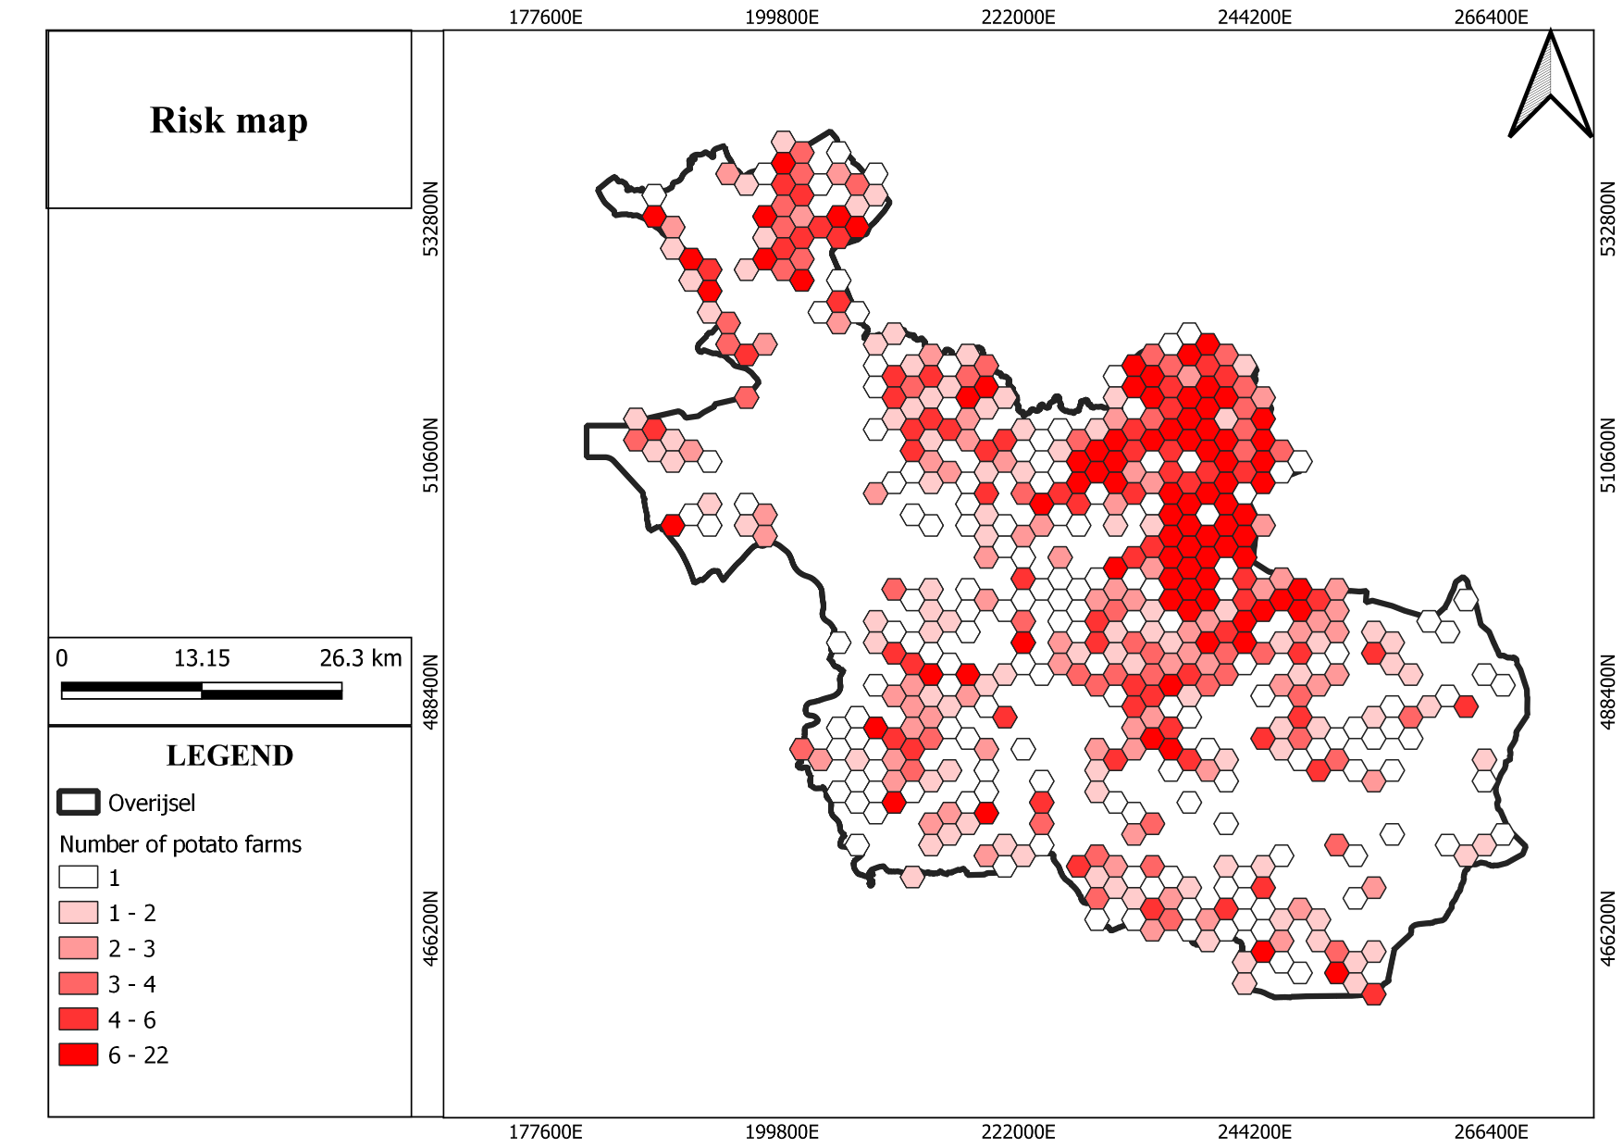 177600E 199800E 222000E 244200E 266400E
Risk map
532800N 532800N
510600N 510600N
488400N 488400N
466200N 466200N
0 13.15 26.3 km
LEGEND
Overijsel
Number of potato farms
1
1 - 2
2 - 3
3 - 4
4 - 6
6 - 22
177600E 199800E 222000E 244200E 266400E